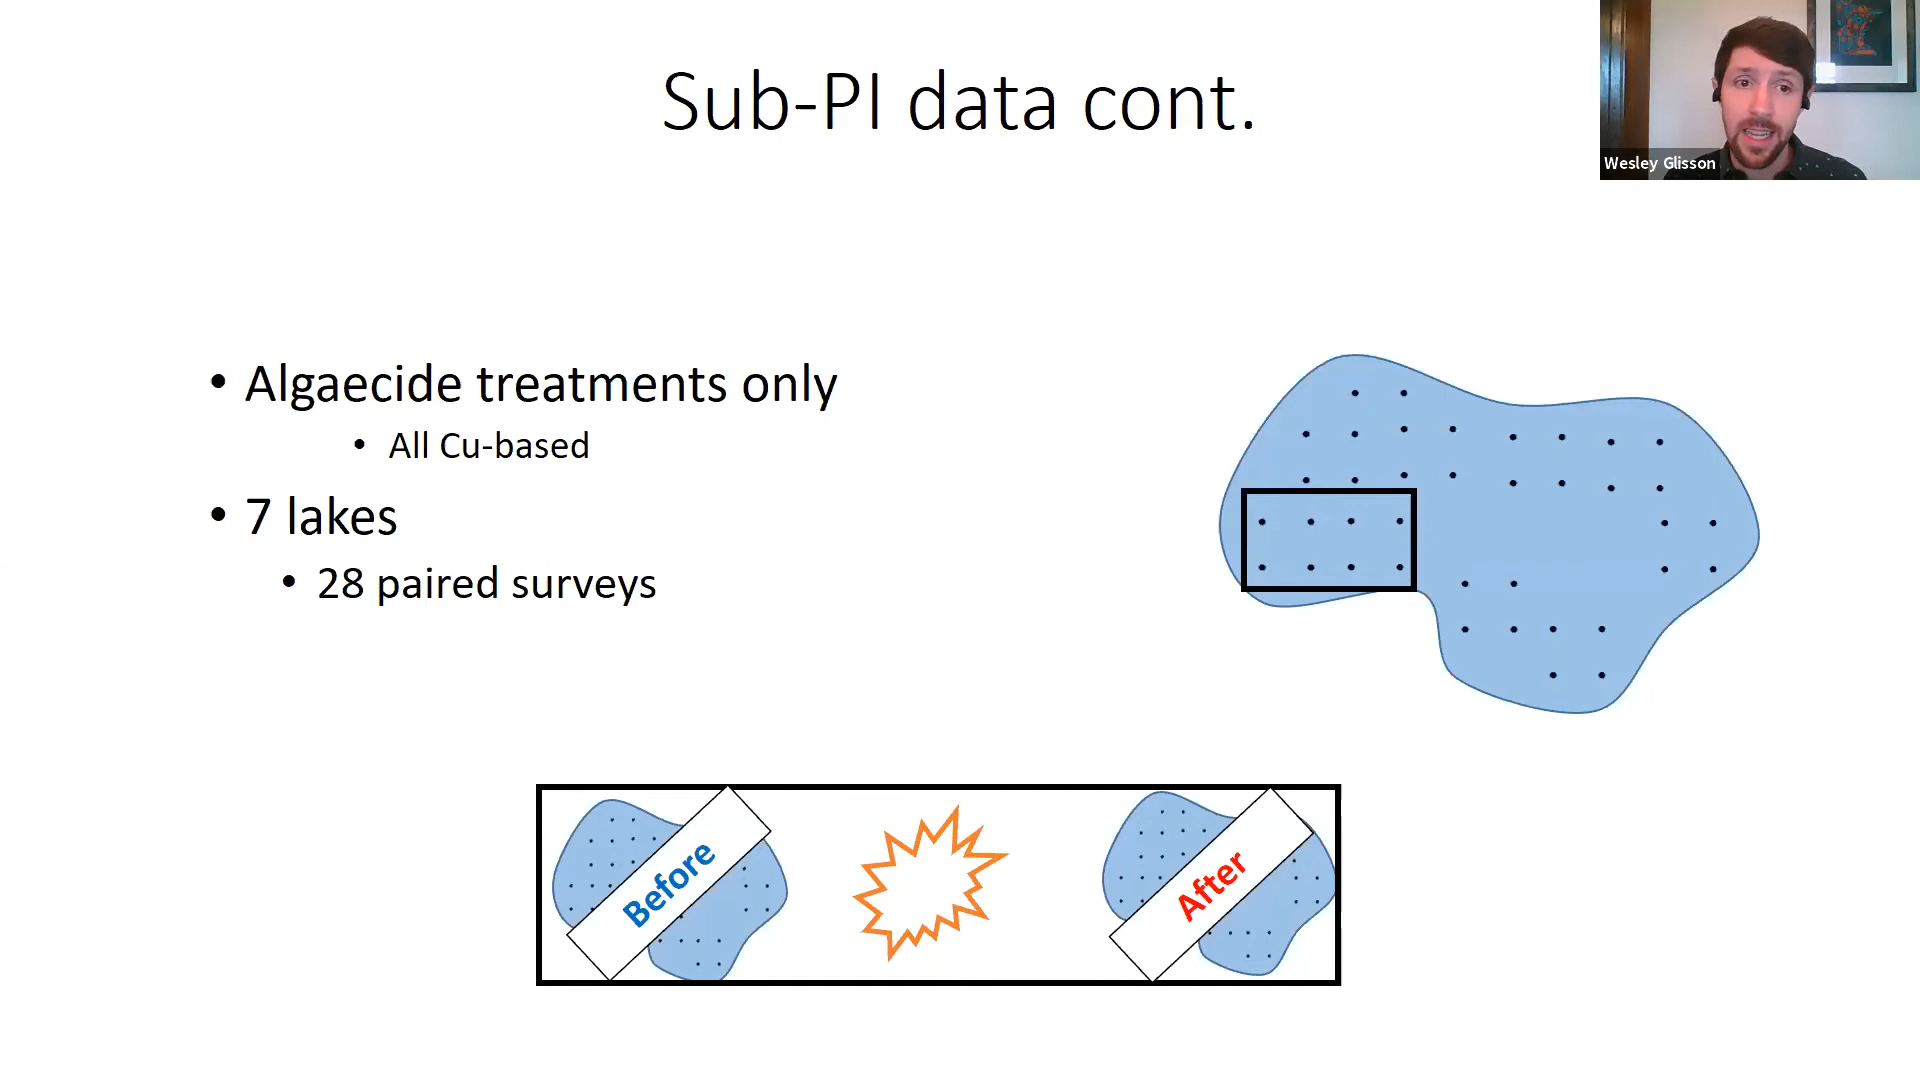 Sub-PI data cont.
Wesley Glisson
• Algaecide treatments only
• All Cu-based
• 7 lakes
• 28 paired surveys
Before
After